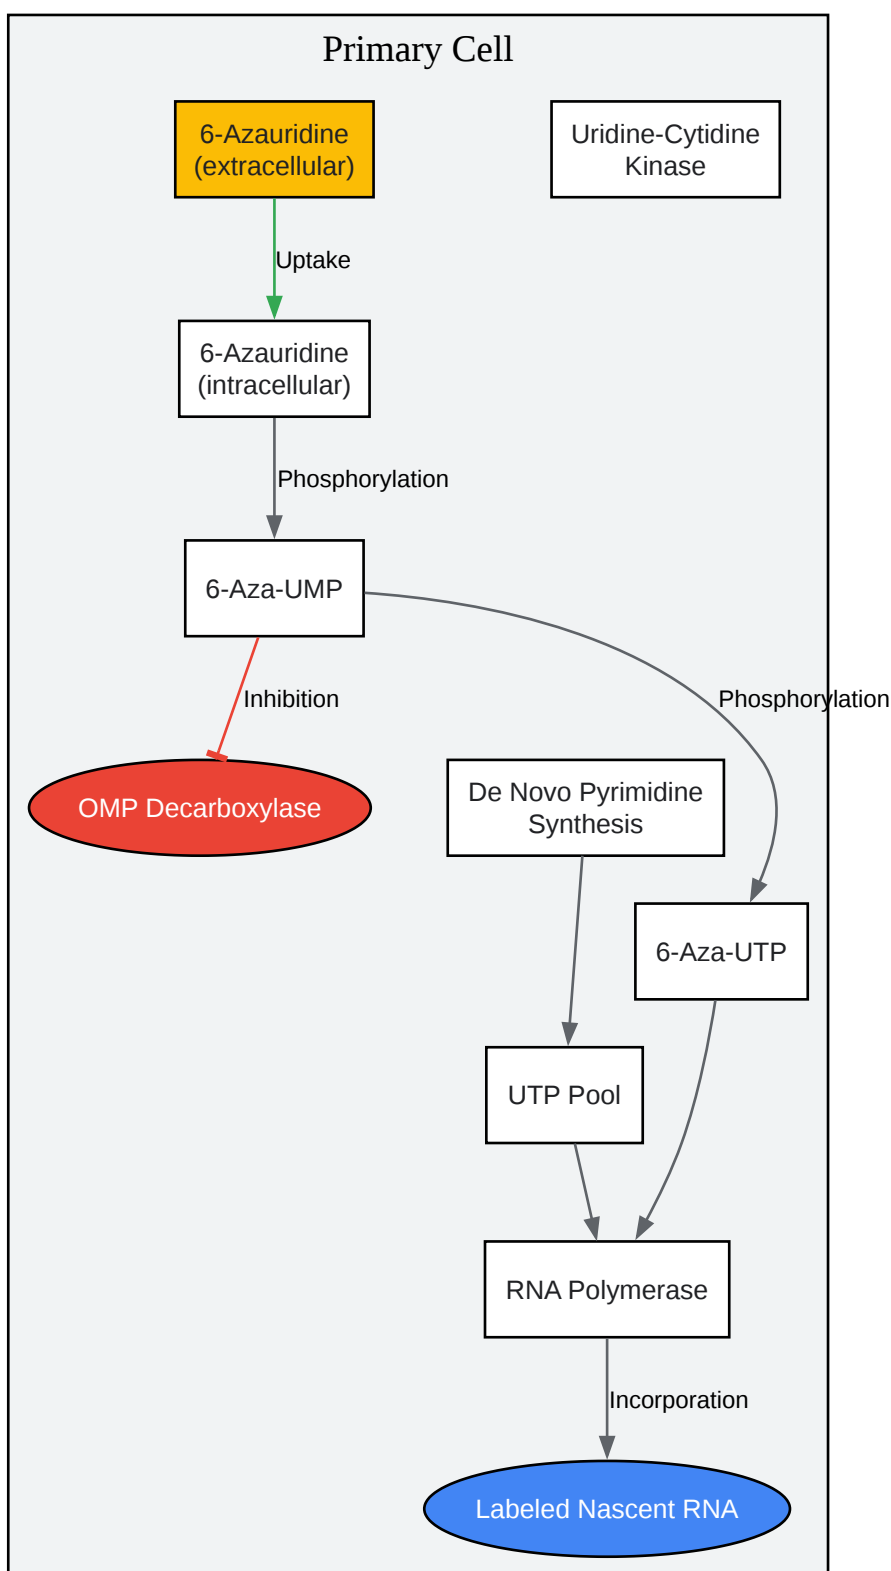 Primary Cell
6-Azauridine
(extracellular)
Uridine-Cytidine
Kinase
Uptake
6-Azauridine
(intracellular)
Phosphorylation
6-Aza-UMP
Inhibition
Phosphorylation
OMP Decarboxylase
De Novo Pyrimidine
Synthesis
6-Aza-UTP
UTP Pool
RNA Polymerase
Incorporation
Labeled Nascent RNA